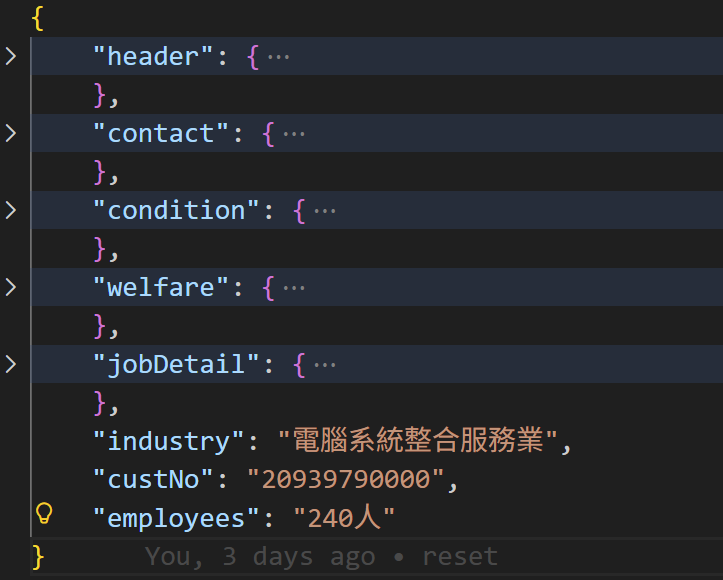 {
"header": {···
},
"contact": {···
},
"condition": {···
},
"welfare": {···
},
"jobDetail": {···
},
"industry": "電腦系統整合服務業",
"custNo": "20939790000",
"employees": "240人"
} You, 3 days ago • reset